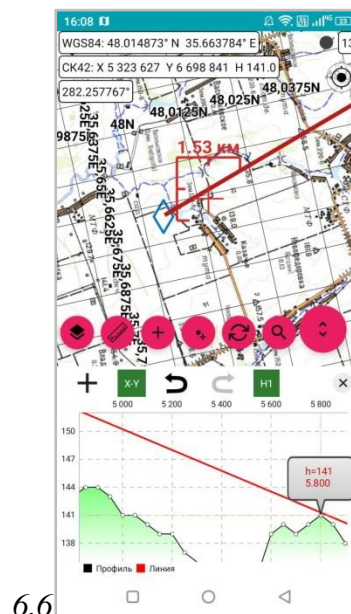 16:08
WGS84: 48.014873° N 35.663784° E
СК42: X 5 323 627 Y 6 698 841 H 141.0
282.257767°
48,0375N
48,025N
48,0125N
48N
1.53 км
35,65E
35,6625E
35,675E
35,6875E
МТФ
Казачий
X-Y
H1
5 000 5 200 5 400 5 600 5 800
150
147
144
141
138
h=141
5.800
Профиль Линия
6.6